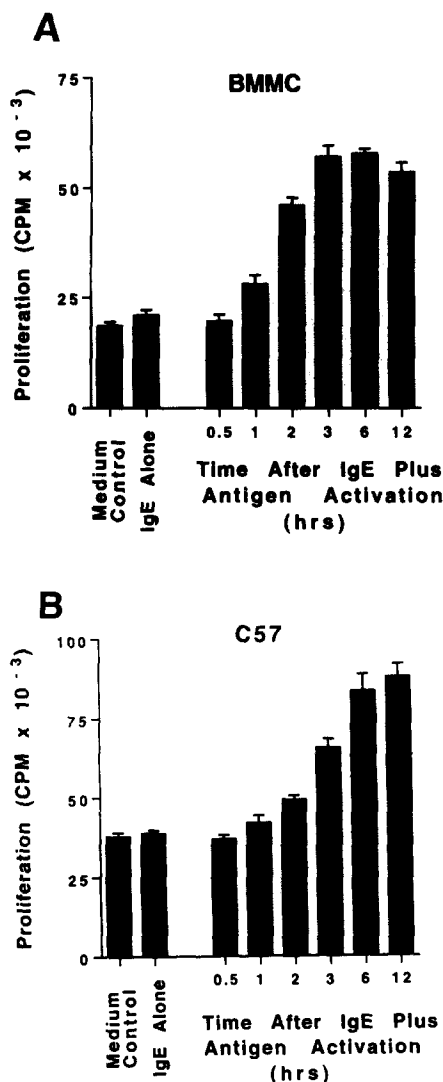 A
BMMC
Proliferation (CPM x 10⁻³)
75
50
25
0
Medium
Control
IgE Alone
0.5 1 2 3 6 12
Time After IgE Plus
Antigen Activation
(hrs)
B
C57
Proliferation (CPM x 10⁻³)
100
75
50
25
0
Medium
Control
IgE Alone
0.5 1 2 3 6 12
Time After IgE Plus
Antigen Activation
(hrs)